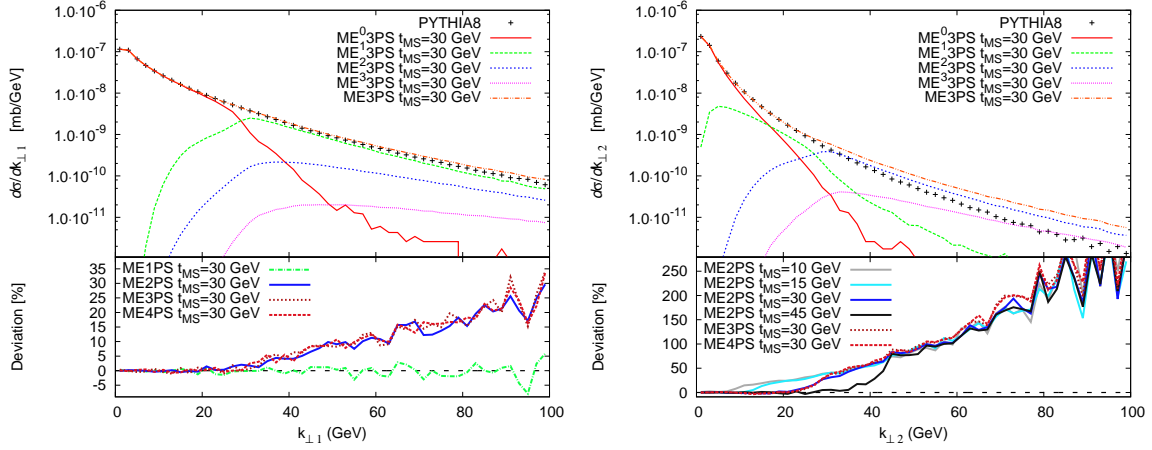 PYTHIA8
ME⁰3PS t_MS=30 GeV
ME¹3PS t_MS=30 GeV
ME²3PS t_MS=30 GeV
ME³3PS t_MS=30 GeV
ME3PS t_MS=30 GeV
dσ/dk⊥1 [mb/GeV]
1.0·10⁻⁷
1.0·10⁻⁸
1.0·10⁻⁹
1.0·10⁻¹⁰
1.0·10⁻¹¹
ME1PS t_MS=30 GeV
ME2PS t_MS=30 GeV
ME3PS t_MS=30 GeV
ME4PS t_MS=30 GeV
Deviation [%]
35
30
25
20
15
10
5
0
-5
0 20 40 60 80 100
k⊥1 (GeV)
PYTHIA8
ME⁰3PS t_MS=30 GeV
ME¹3PS t_MS=30 GeV
ME²3PS t_MS=30 GeV
ME³3PS t_MS=30 GeV
ME3PS t_MS=30 GeV
dσ/dk⊥2 [mb/GeV]
1.0·10⁻⁷
1.0·10⁻⁸
1.0·10⁻⁹
1.0·10⁻¹⁰
1.0·10⁻¹¹
ME2PS t_MS=10 GeV
ME2PS t_MS=15 GeV
ME2PS t_MS=30 GeV
ME2PS t_MS=45 GeV
ME3PS t_MS=30 GeV
ME4PS t_MS=30 GeV
Deviation [%]
250
200
150
100
50
0
0 20 40 60 80 100
k⊥2 (GeV)